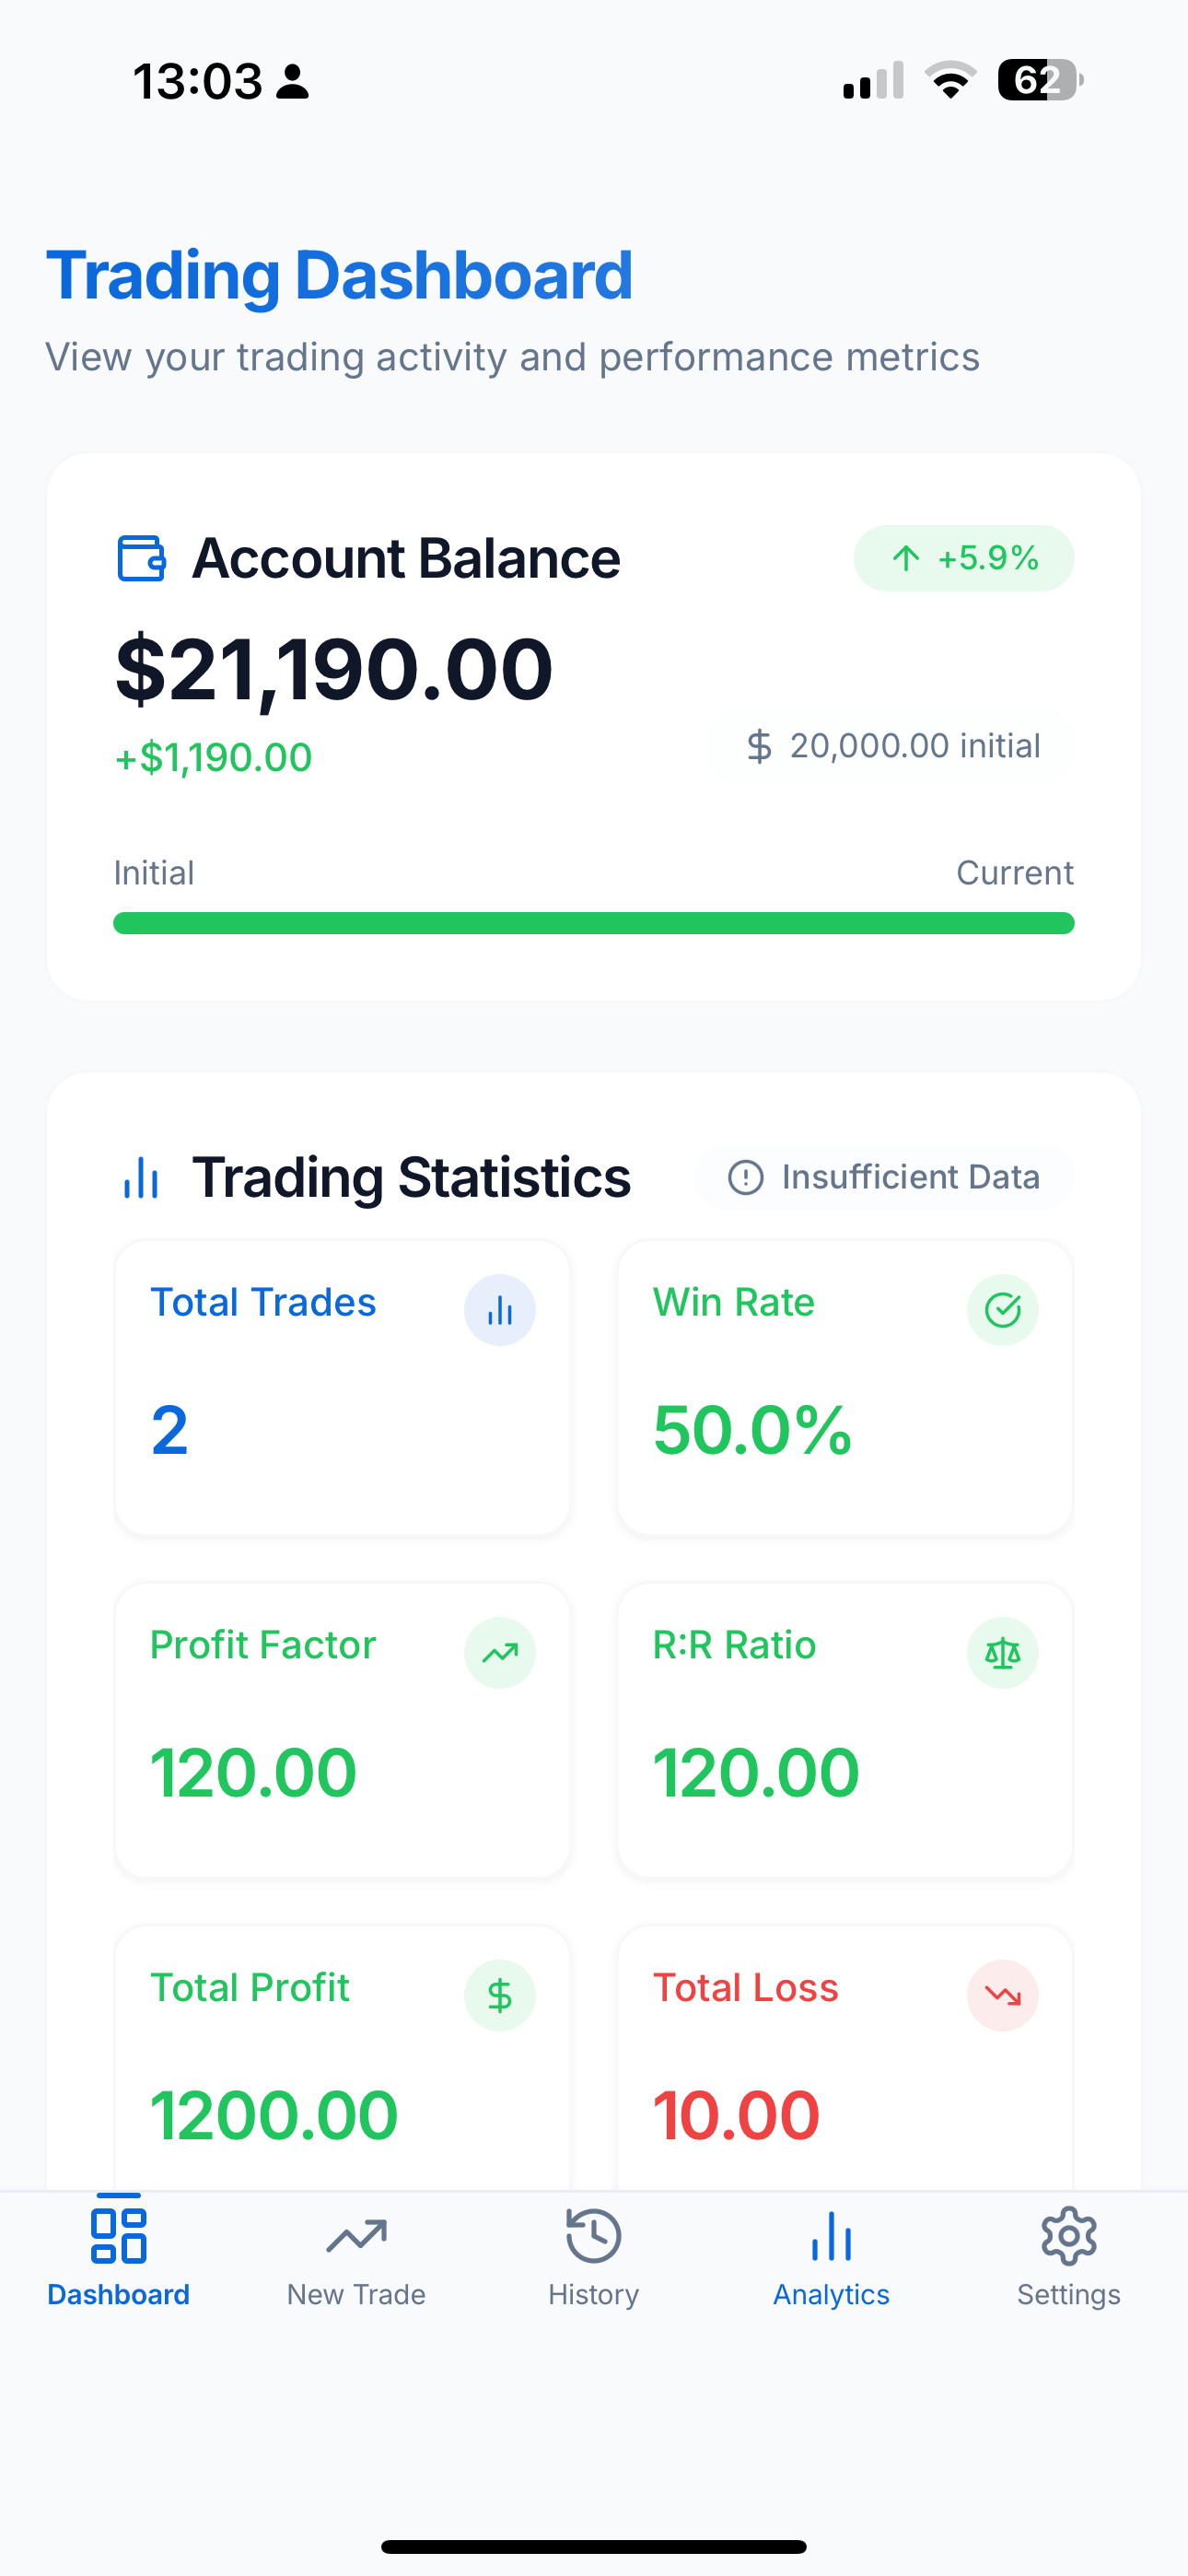 13:03
62
Trading Dashboard
View your trading activity and performance metrics
Account Balance
+5.9%
$21,190.00
+$1,190.00
$ 20,000.00 initial
Initial
Current
Trading Statistics
Insufficient Data
Total Trades
Win Rate
2
50.0%
Profit Factor
R:R Ratio
120.00
120.00
Total Profit
$
Total Loss
1200.00
10.00
Dashboard
New Trade
History
Analytics
Settings